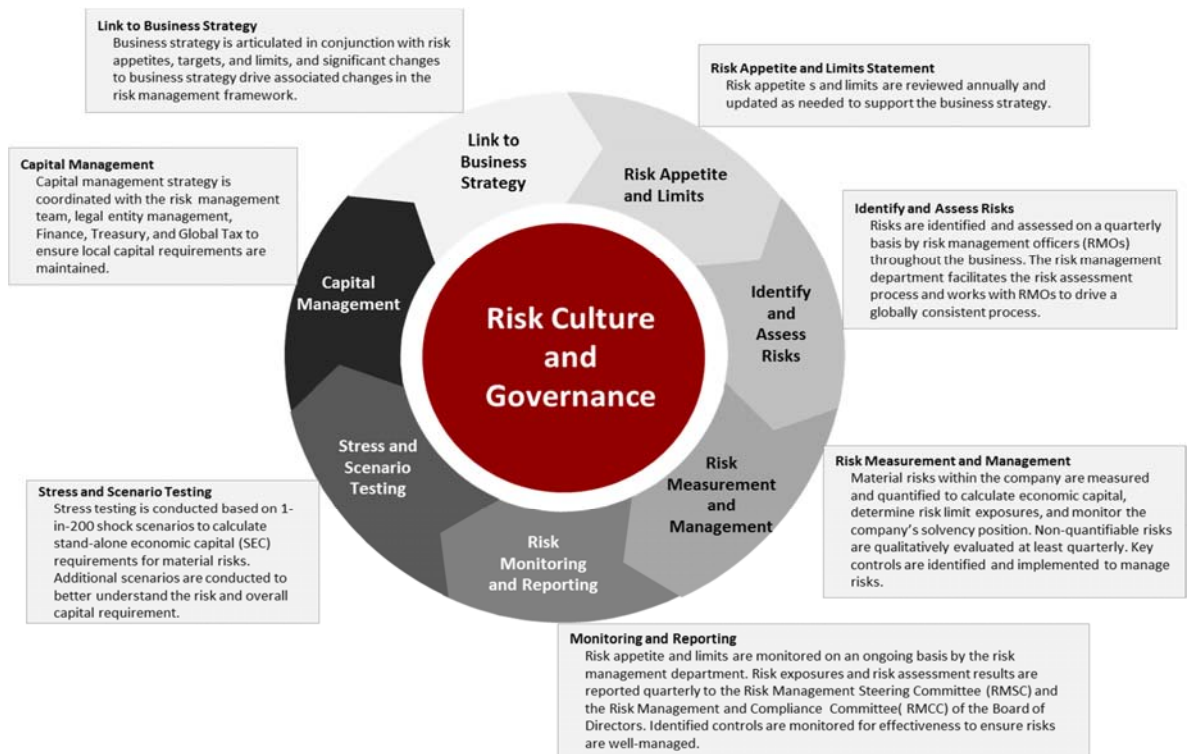 Link to Business Strategy
Business strategy is articulated in conjunction with risk
appetites, targets, and limits, and significant changes
to business strategy drive associated changes in the
risk management framework.
Risk Appetite and Limits Statement
Risk appetite s and limits are reviewed annually and
updated as needed to support the business strategy.
Capital Management
Capital management strategy is
coordinated with the risk management
team, legal entity management,
Finance, Treasury, and Global Tax to
ensure local capital requirements are
maintained.
Identify and Assess Risks
Risks are identified and assessed on a quarterly
basis by risk management officers (RMOs)
throughout the business. The risk management
department facilitates the risk assessment
process and works with RMOs to drive a
globally consistent process.
Link to
Business
Strategy
Risk Appetite
and Limits
Identify
and
Assess
Risks
Risk
Measurement
and
Management
Risk
Monitoring
and Reporting
Stress and
Scenario
Testing
Capital
Management
Risk Culture
and
Governance
Risk Measurement and Management
Material risks within the company are measured
and quantified to calculate economic capital,
determine risk limit exposures, and monitor the
company's solvency position. Non-quantifiable risks
are qualitatively evaluated at least quarterly. Key
controls are identified and implemented to manage
risks.
Stress and Scenario Testing
Stress testing is conducted based on 1-
in-200 shock scenarios to calculate
stand-alone economic capital (SEC)
requirements for material risks.
Additional scenarios are conducted to
better understand the risk and overall
capital requirement.
Monitoring and Reporting
Risk appetite and limits are monitored on an ongoing basis by the risk
management department. Risk exposures and risk assessment results are
reported quarterly to the Risk Management Steering Committee (RMSC) and
the Risk Management and Compliance Committee( RMCC) of the Board of
Directors. Identified controls are monitored for effectiveness to ensure risks
are well-managed.